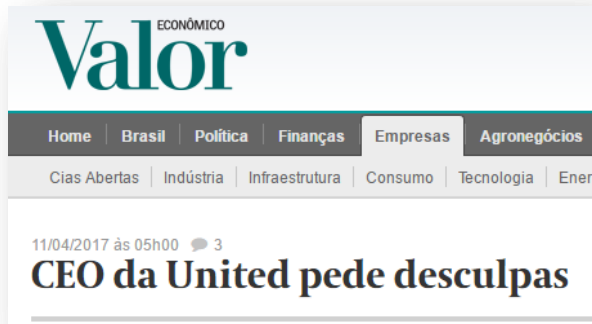 ECONÔMICO
Valor
Home Brasil Política Finanças Empresas Agronegócios
Cias Abertas Indústria Infraestrutura Consumo Tecnologia
11/04/2017 às 05h00 3
CEO da United pede desculpas